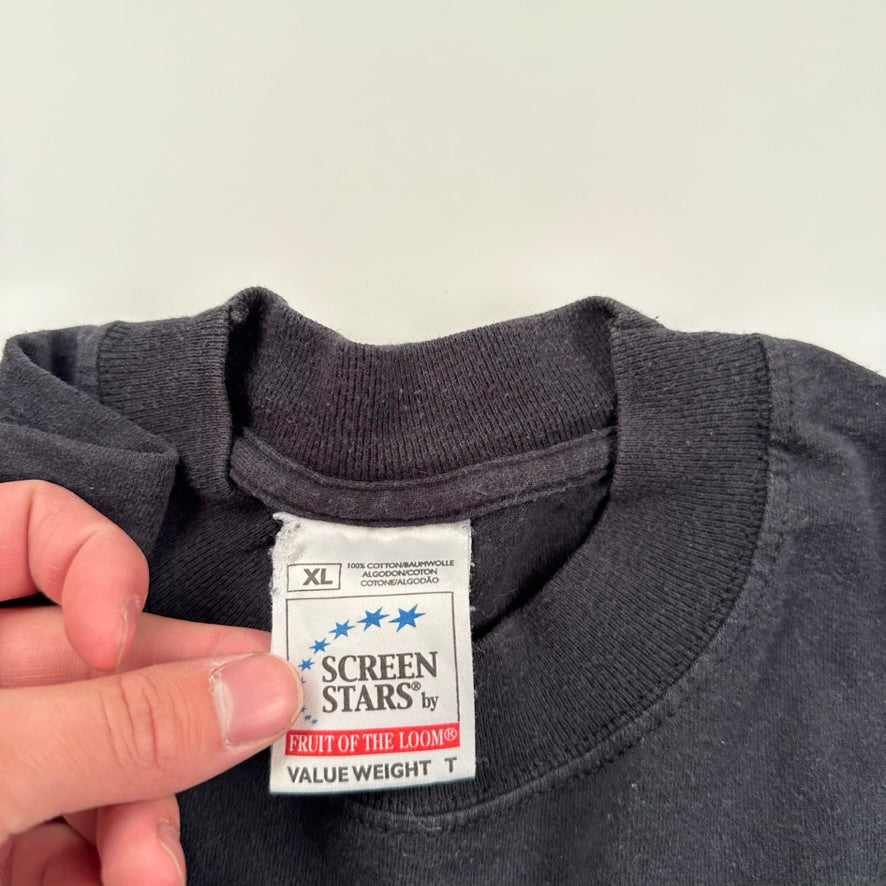 XL
100% COTTON/BAUMWOLLE
ALGODON/COTON
COTONE/ALGODÃO
SCREEN
STARS® by
FRUIT OF THE LOOM®
VALUE WEIGHT T